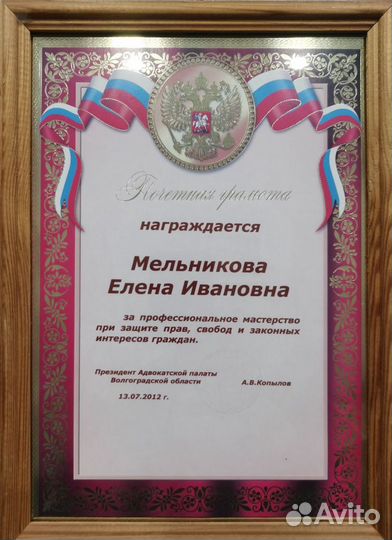 Почетная грамота
награждается
Мельникова
Елена Ивановна
за профессиональное мастерство
при защите прав, свобод и законных
интересов граждан.
Президент Адвокатской палаты
Волгоградской области А.В.Копылов
13.07.2012 г.
Avito